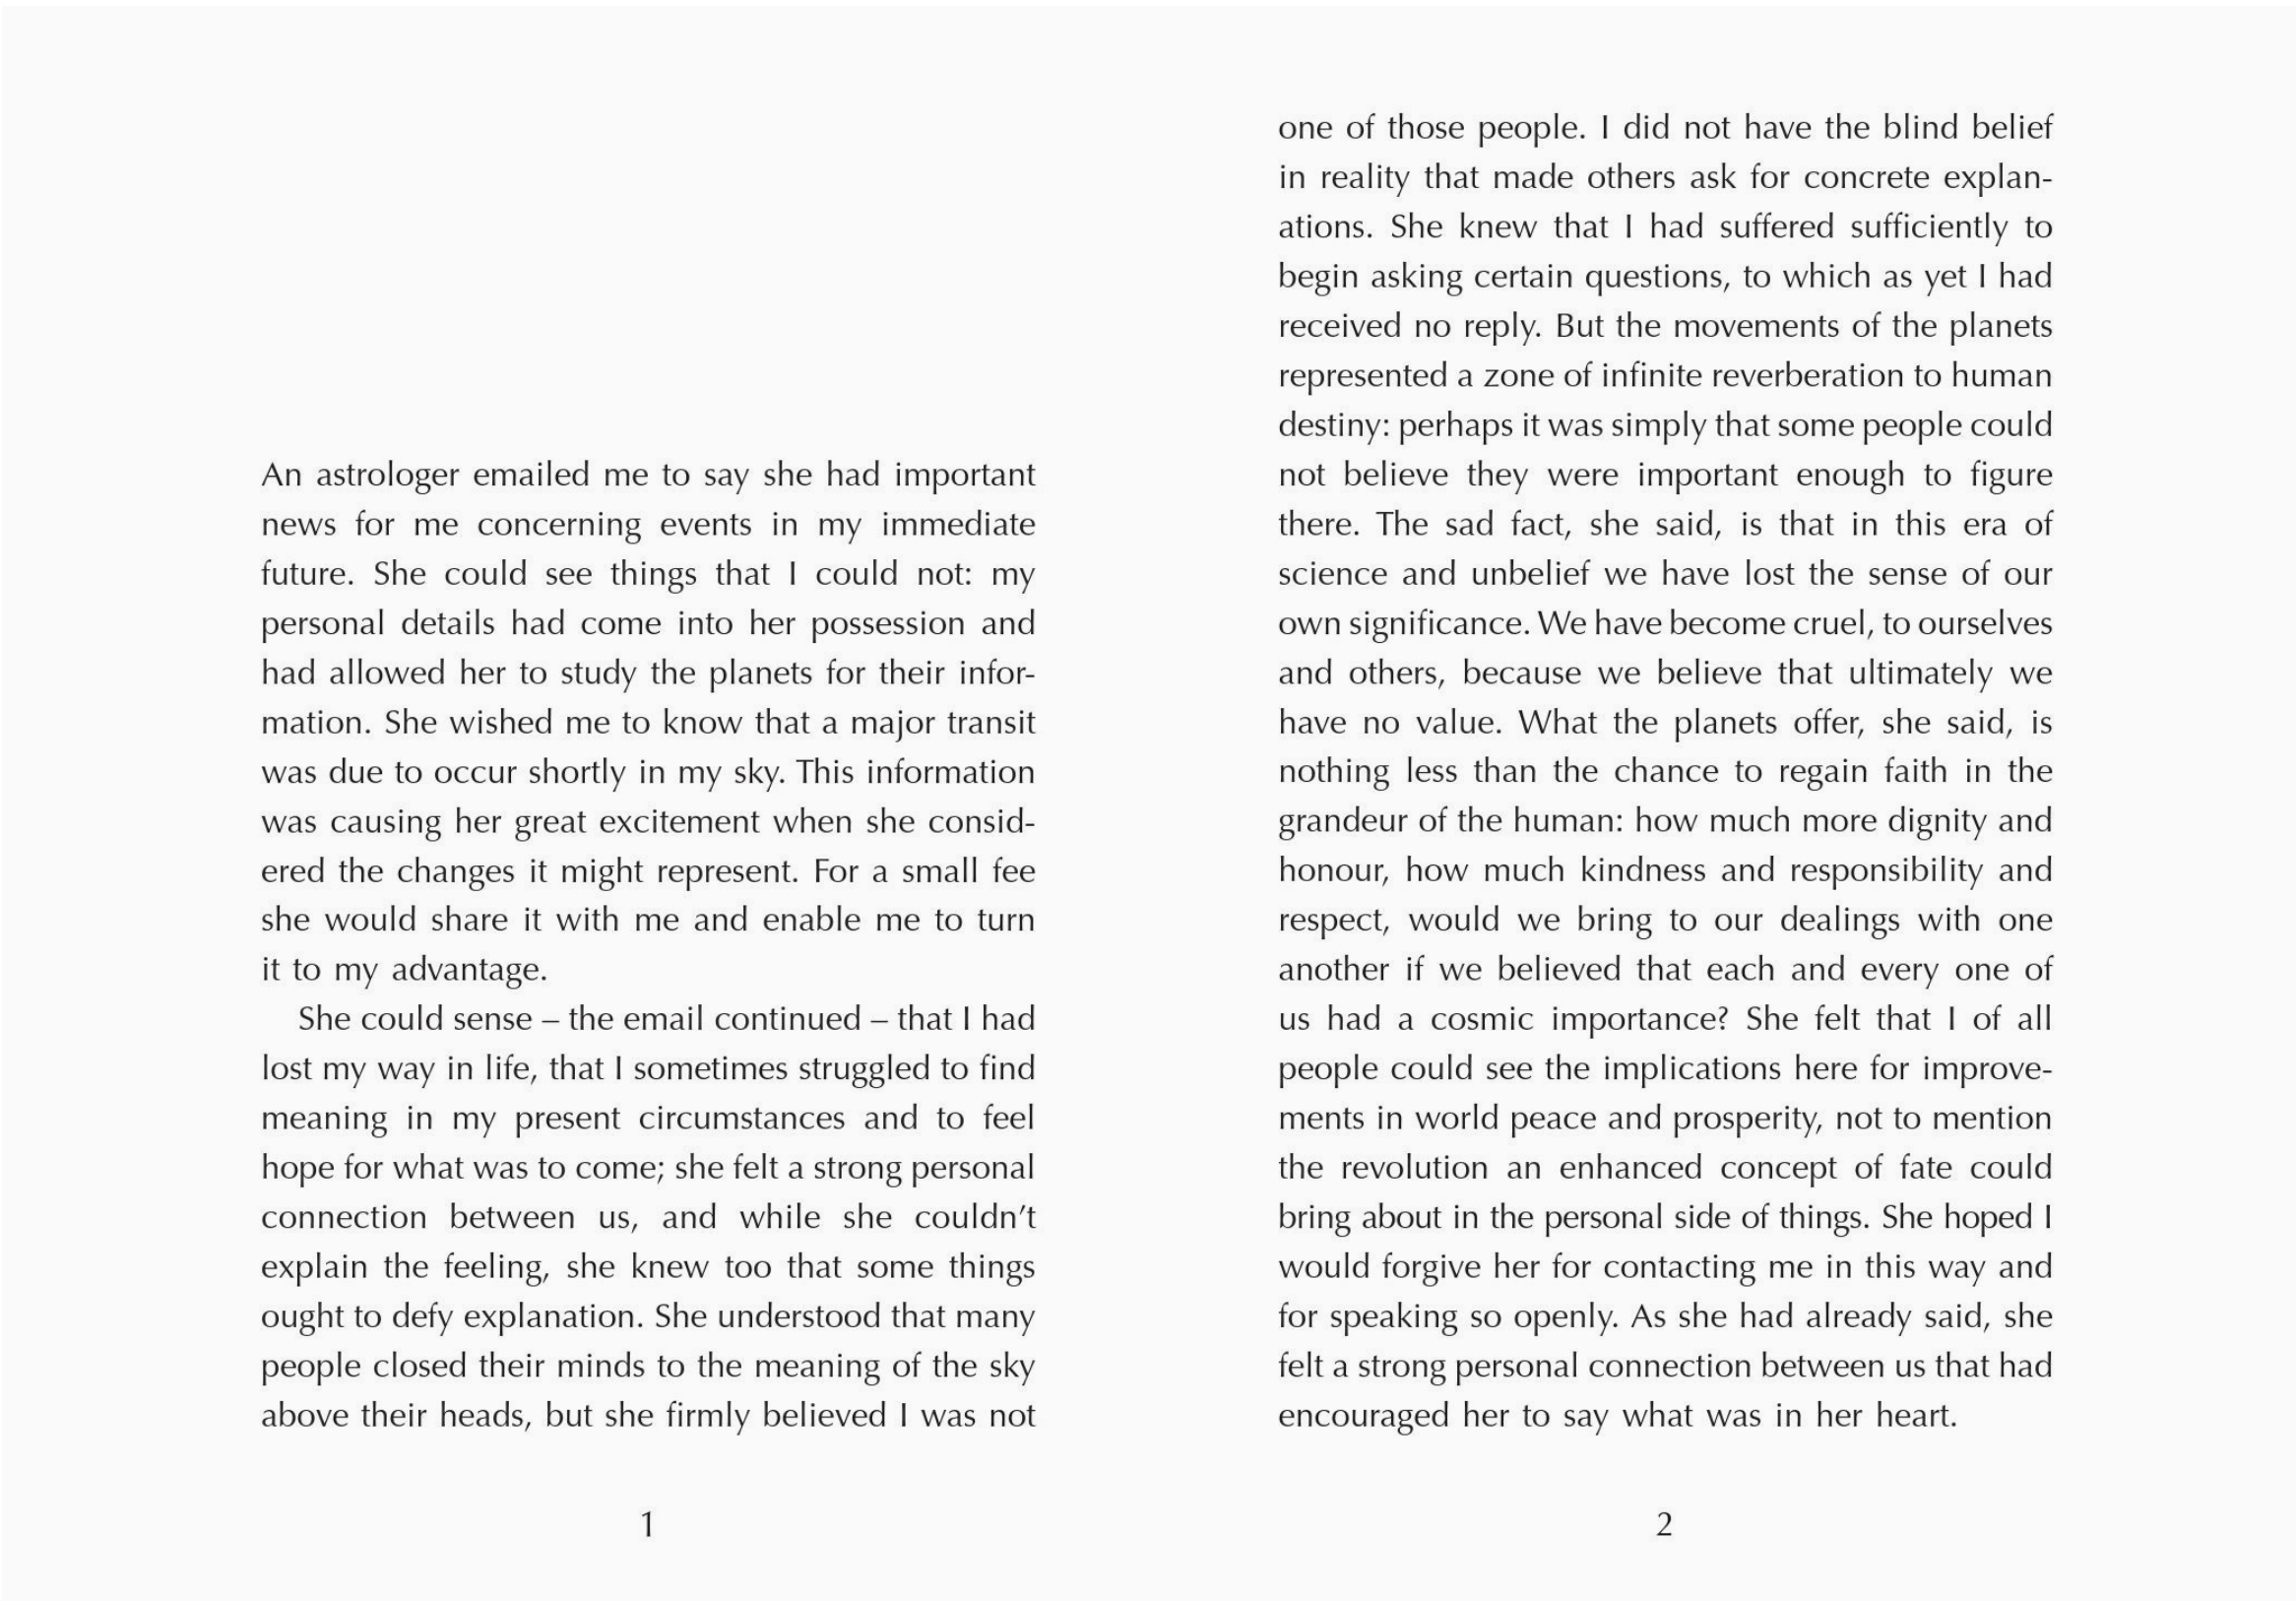 An astrologer emailed me to say she had important
news for me concerning events in my immediate
future. She could see things that I could not: my
personal details had come into her possession and
had allowed her to study the planets for their infor-
mation. She wished me to know that a major transit
was due to occur shortly in my sky. This information
was causing her great excitement when she consid-
ered the changes it might represent. For a small fee
she would share it with me and enable me to turn
it to my advantage.
She could sense – the email continued – that I had
lost my way in life, that I sometimes struggled to find
meaning in my present circumstances and to feel
hope for what was to come; she felt a strong personal
connection between us, and while she couldn't
explain the feeling, she knew too that some things
ought to defy explanation. She understood that many
people closed their minds to the meaning of the sky
above their heads, but she firmly believed I was not
1
one of those people. I did not have the blind belief
in reality that made others ask for concrete explan-
ations. She knew that I had suffered sufficiently to
begin asking certain questions, to which as yet I had
received no reply. But the movements of the planets
represented a zone of infinite reverberation to human
destiny: perhaps it was simply that some people could
not believe they were important enough to figure
there. The sad fact, she said, is that in this era of
science and unbelief we have lost the sense of our
own significance. We have become cruel, to ourselves
and others, because we believe that ultimately we
have no value. What the planets offer, she said, is
nothing less than the chance to regain faith in the
grandeur of the human: how much more dignity and
honour, how much kindness and responsibility and
respect, would we bring to our dealings with one
another if we believed that each and every one of
us had a cosmic importance? She felt that I of all
people could see the implications here for improve-
ments in world peace and prosperity, not to mention
the revolution an enhanced concept of fate could
bring about in the personal side of things. She hoped I
would forgive her for contacting me in this way and
for speaking so openly. As she had already said, she
felt a strong personal connection between us that had
encouraged her to say what was in her heart.
2